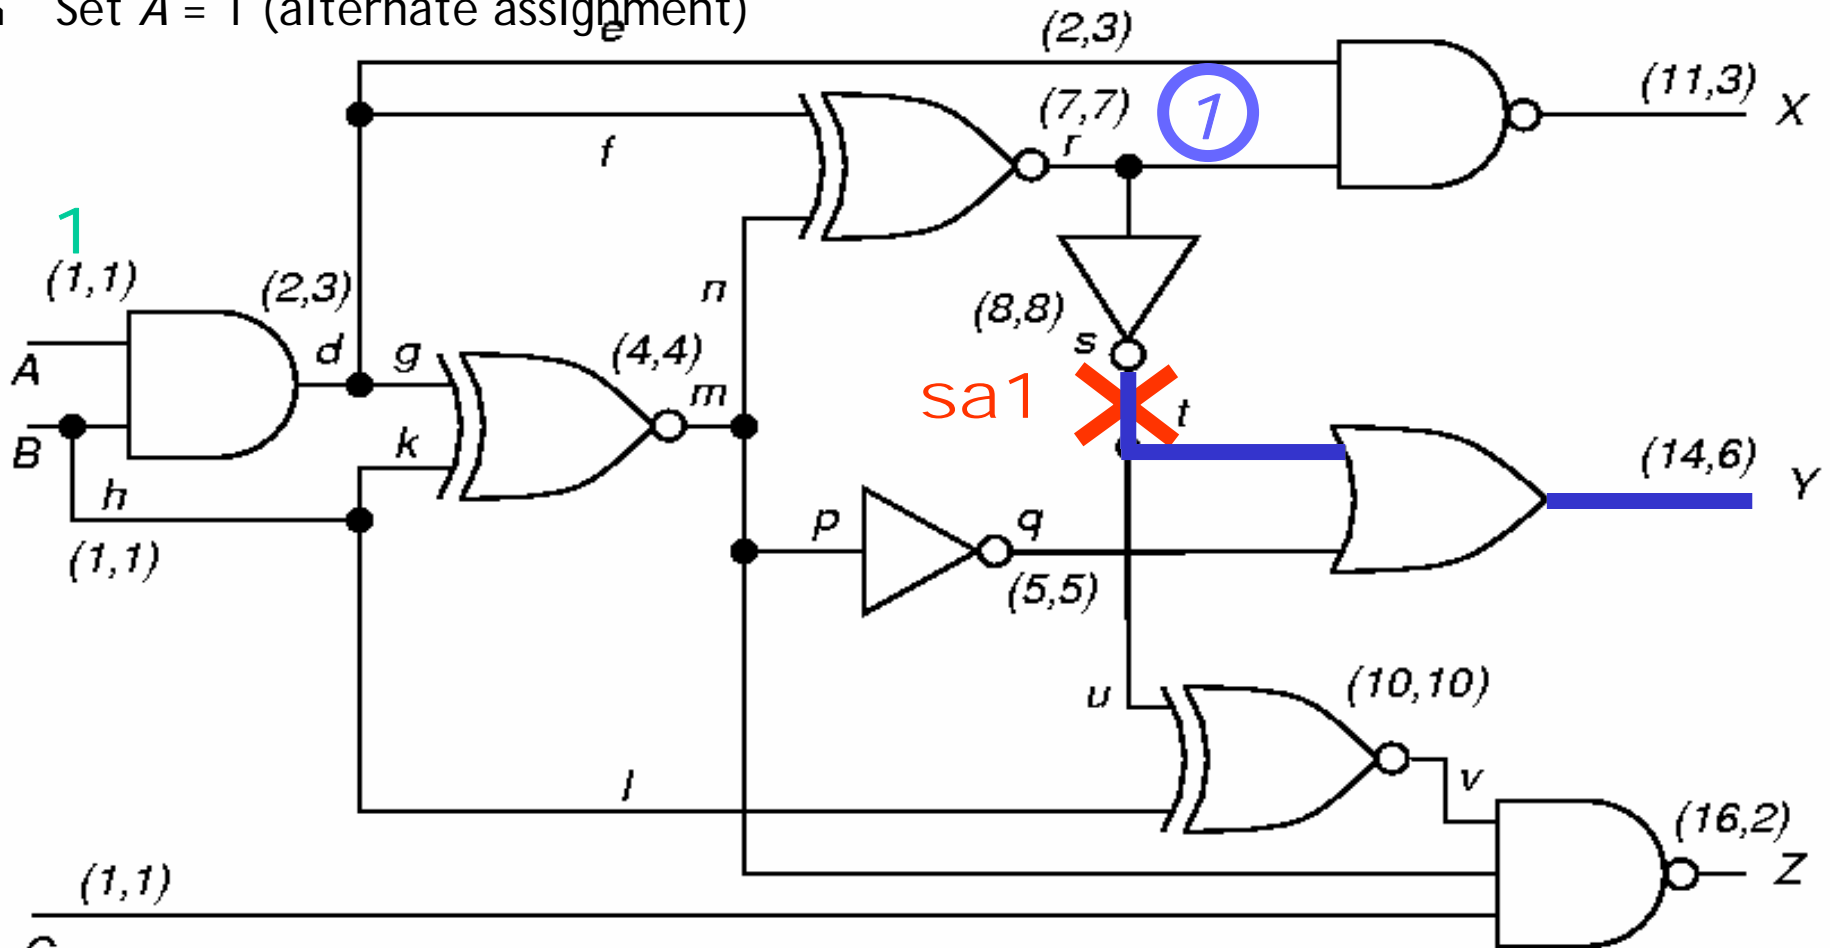 Set A = 1 (alternate assignment)
e
(2,3)
(11,3)
X
(7,7)
1
r
f
1
(1,1)
(2,3)
n
(8,8)
s
A
d
g
(4,4)
m
sa1
t
B
k
(14,6)
Y
h
p
q
(1,1)
(5,5)
u
(10,10)
l
v
(16,2)
Z
(1,1)